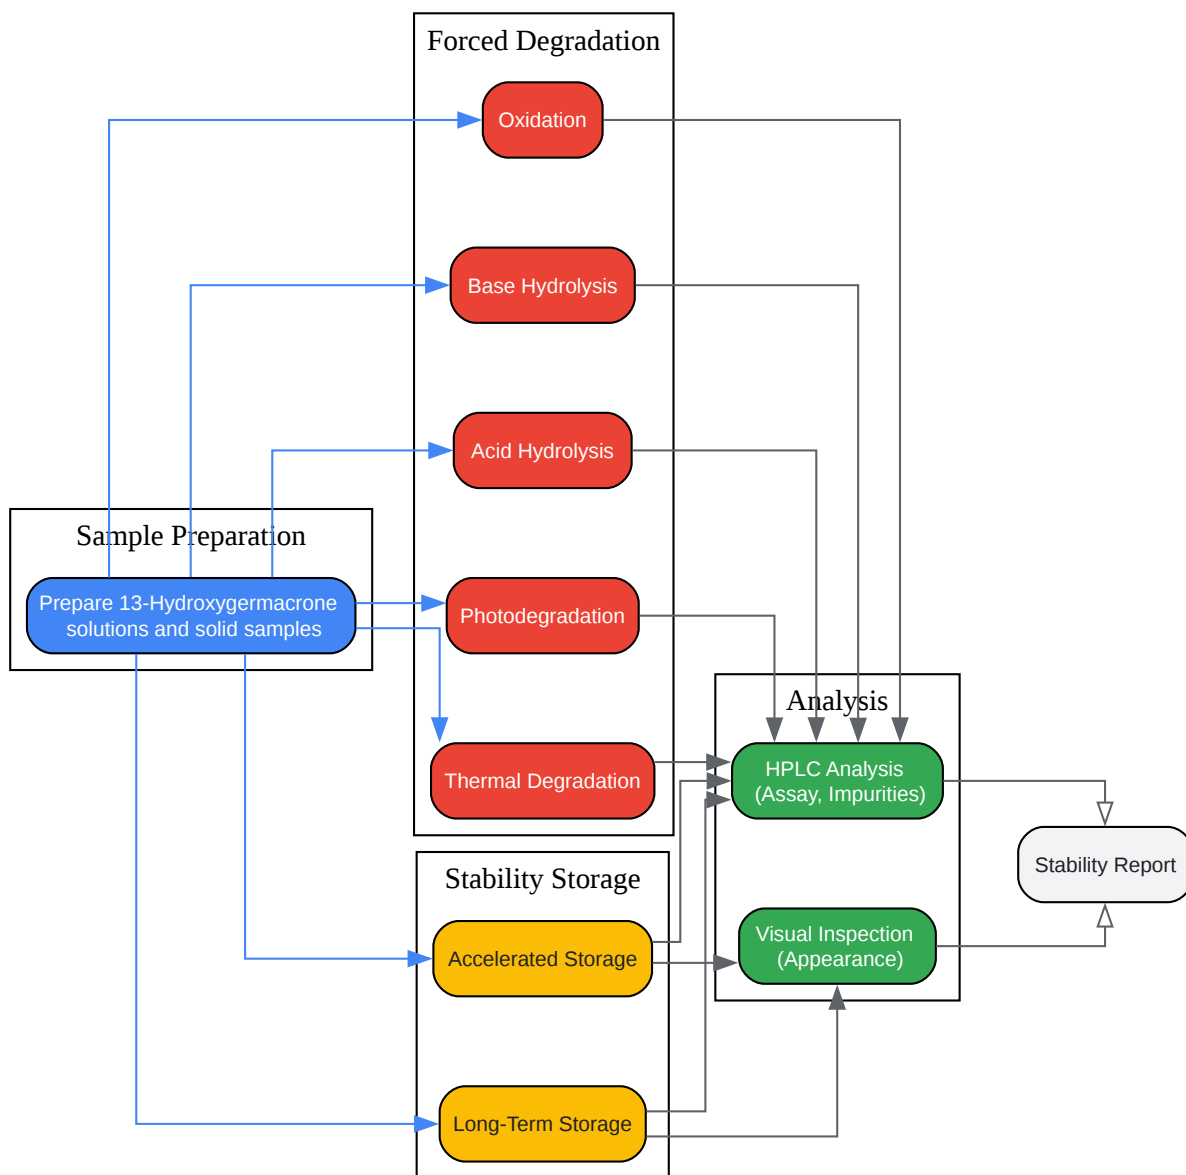 Forced Degradation
Oxidation
Base Hydrolysis
Acid Hydrolysis
Sample Preparation
Prepare 13-Hydroxygermacrone
solutions and solid samples
Photodegradation
Thermal Degradation
Analysis
HPLC Analysis
(Assay, Impurities)
Stability Report
Visual Inspection
(Appearance)
Stability Storage
Accelerated Storage
Long-Term Storage